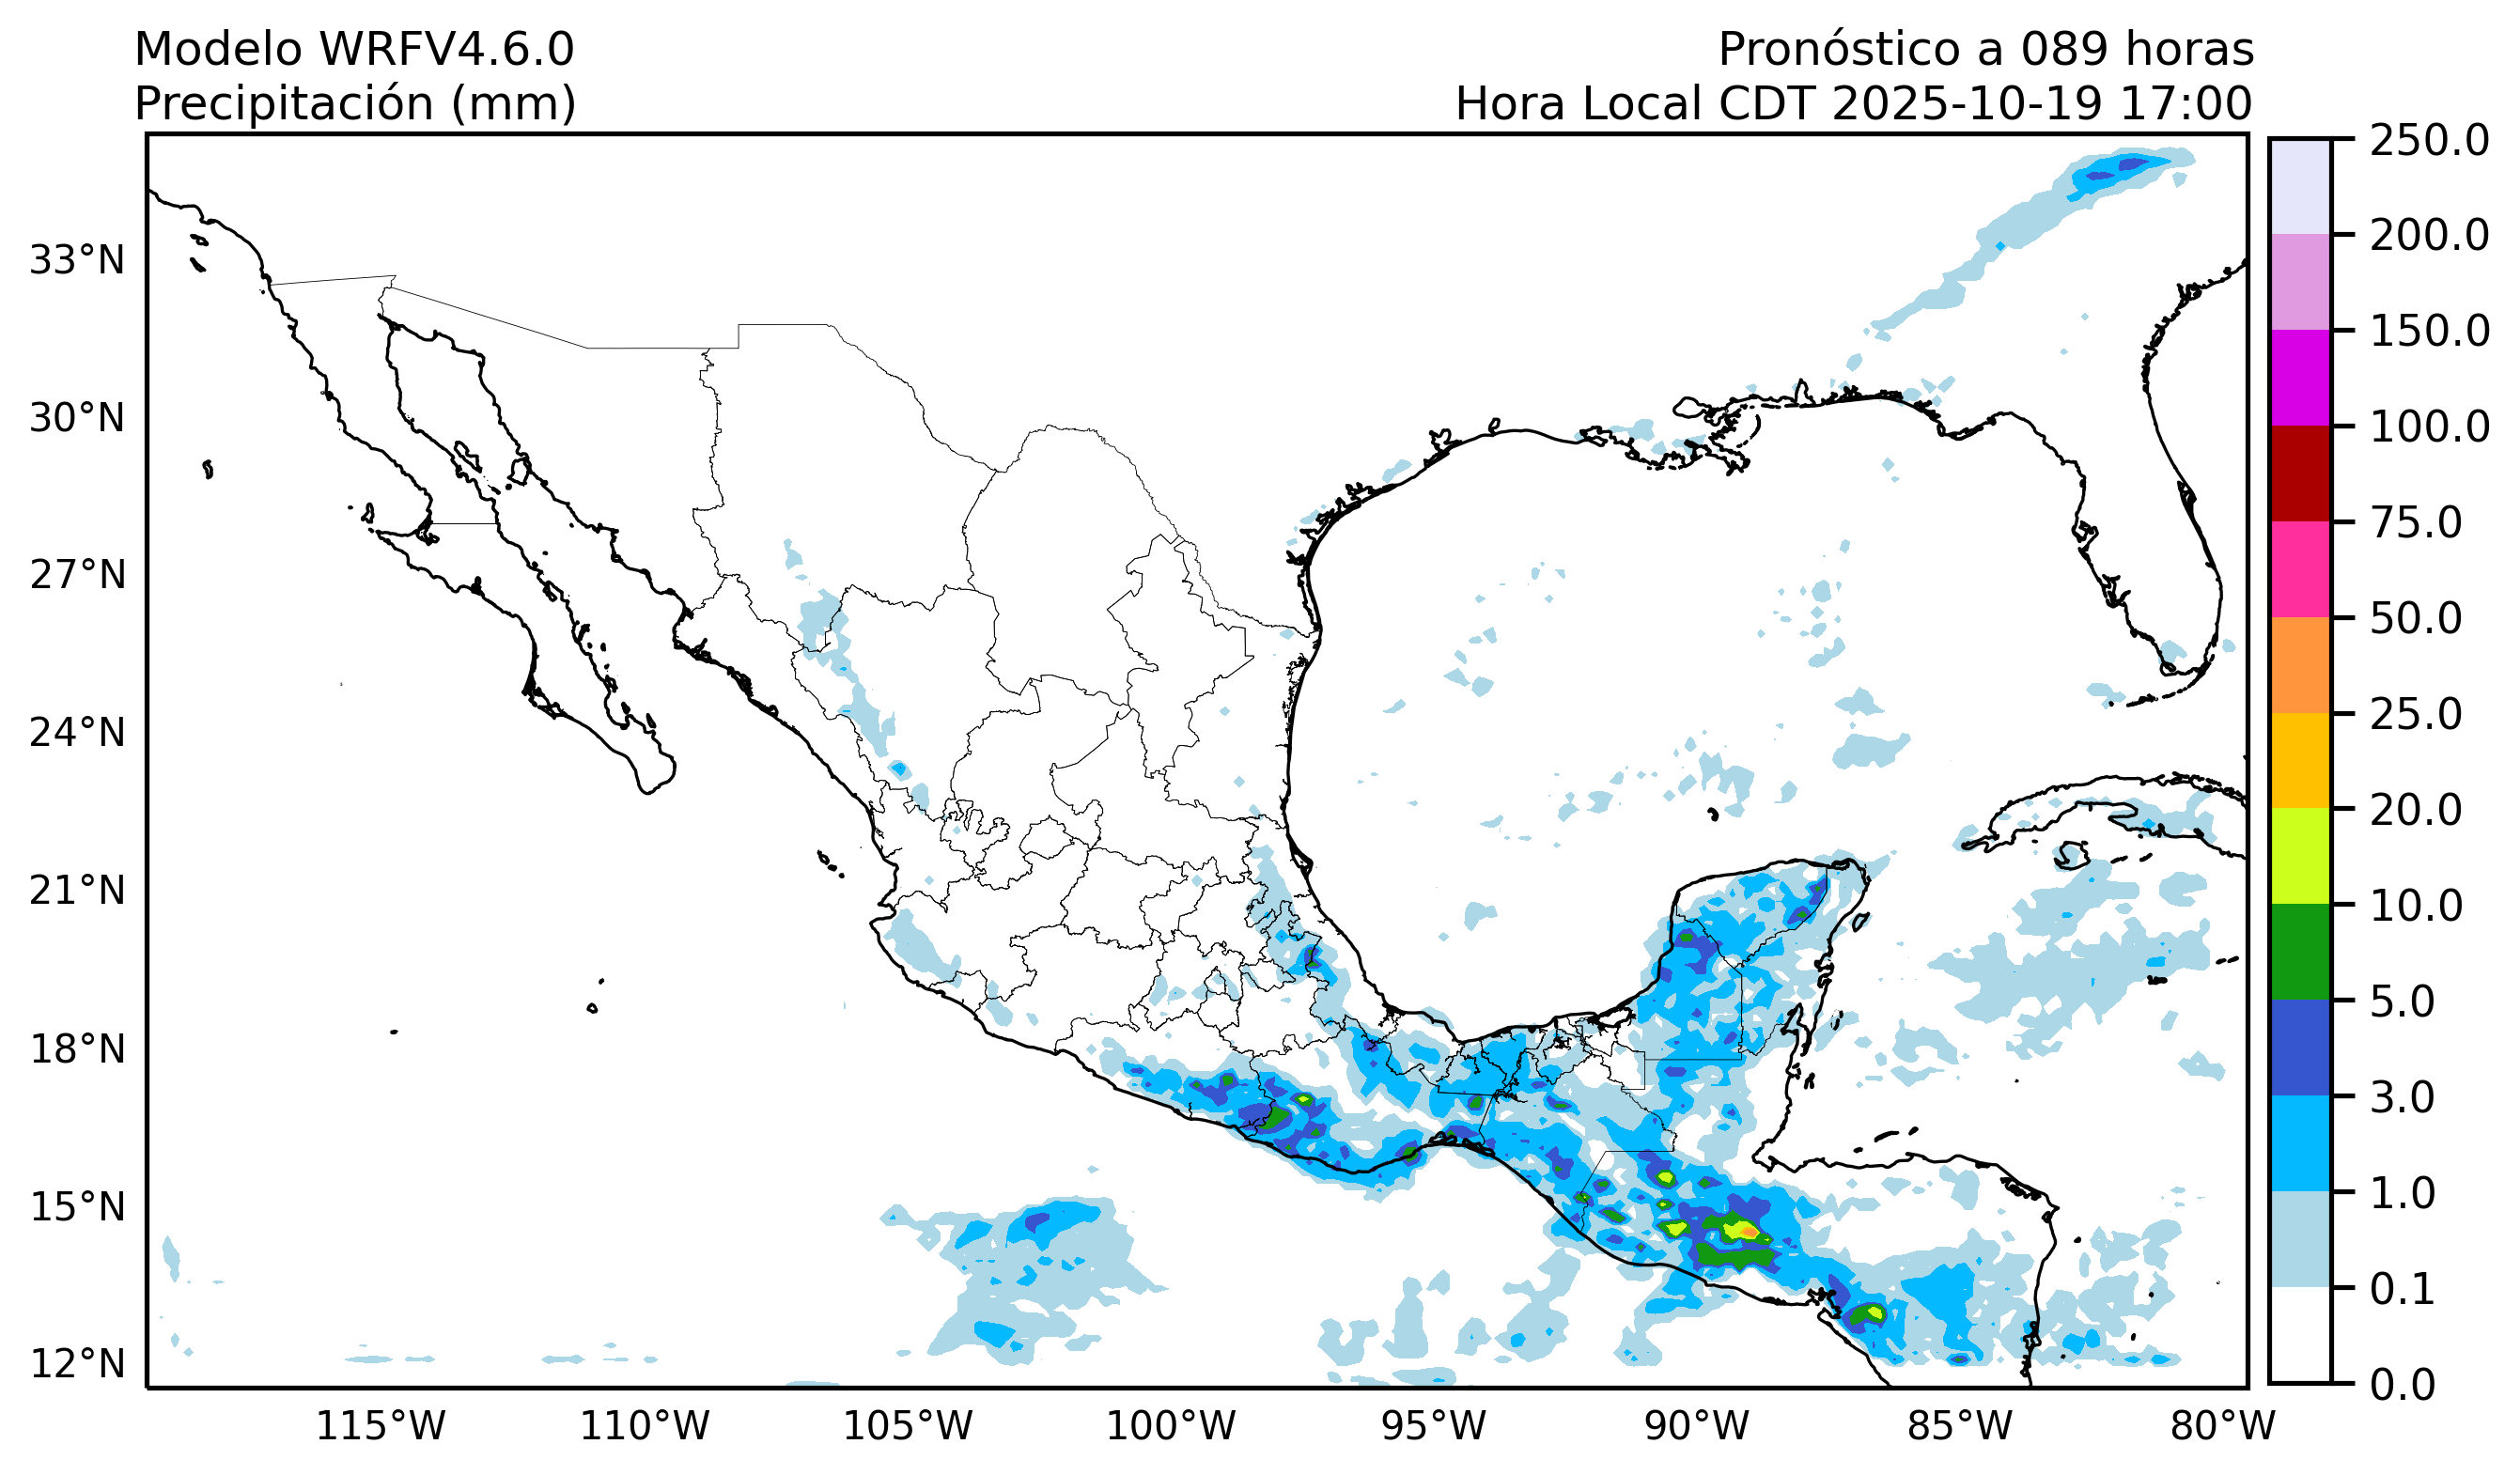 Modelo WRFV4.6.0
Precipitación (mm)
Pronóstico a 089 horas
Hora Local CDT 2025-10-19 17:00
33°N
30°N
27°N
24°N
21°N
18°N
15°N
12°N
115°W
110°W
105°W
100°W
95°W
90°W
85°W
80°W
250.0
200.0
150.0
100.0
75.0
50.0
25.0
20.0
10.0
5.0
3.0
1.0
0.1
0.0